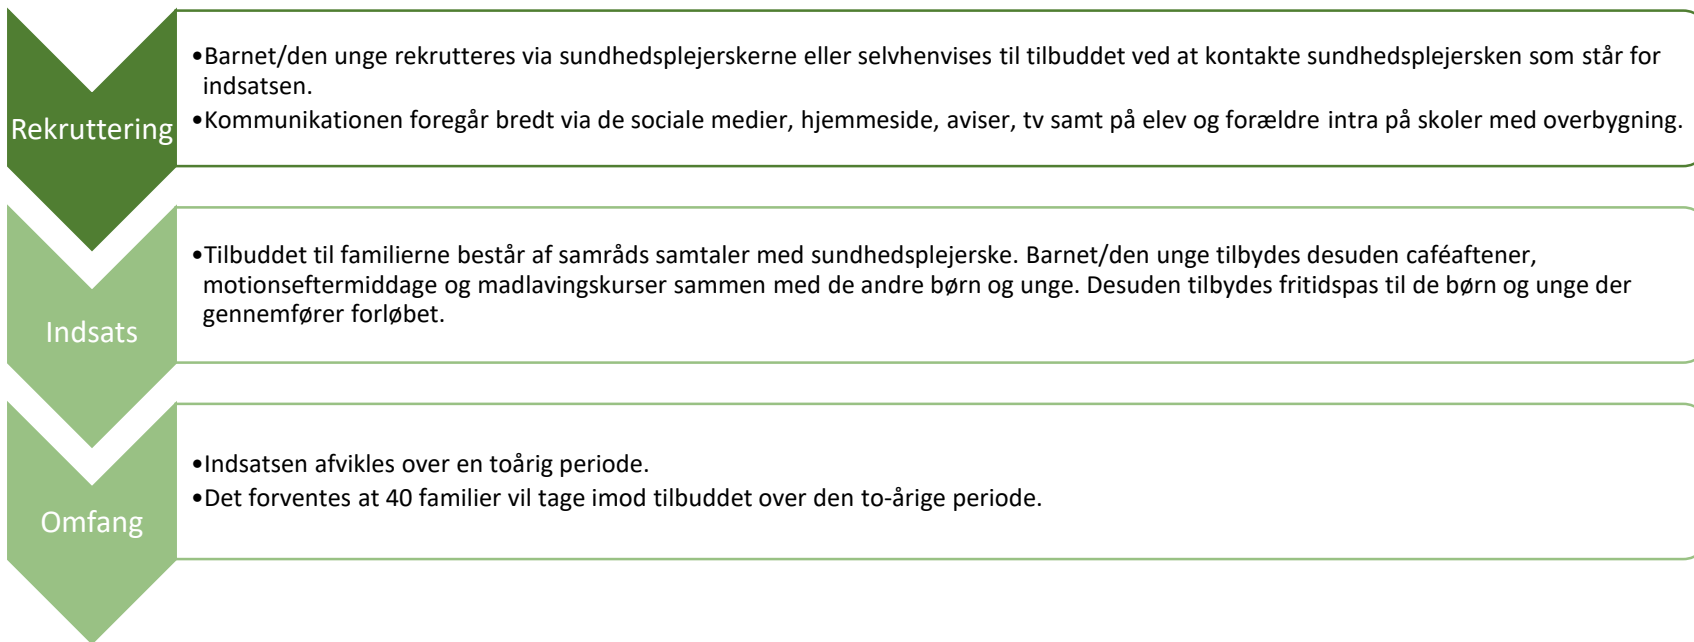 Rekruttering
•Barnet/den unge rekrutteres via sundhedsplejerskerne eller selvhenvises til tilbuddet ved at kontakte sundhedsplejersken som står for
indsatsen.
•Kommunikationen foregår bredt via de sociale medier, hjemmeside, aviser, tv samt på elev og forældre intra på skoler med overbygning.
Indsats
•Tilbuddet til familierne består af samråds samtaler med sundhedsplejerske. Barnet/den unge tilbydes desuden caféaftener,
motionseftermiddage og madlavingskurser sammen med de andre børn og unge. Desuden tilbydes fritidspas til de børn og unge der
gennemfører forløbet.
Omfang
•Indsatsen afvikles over en toårig periode.
•Det forventes at 40 familier vil tage imod tilbuddet over den to-årige periode.